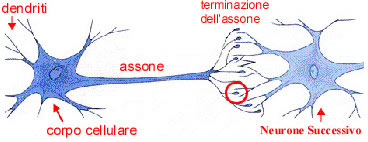 dendriti
terminazione
dell'assone
assone
corpo cellulare
Neurone Successivo